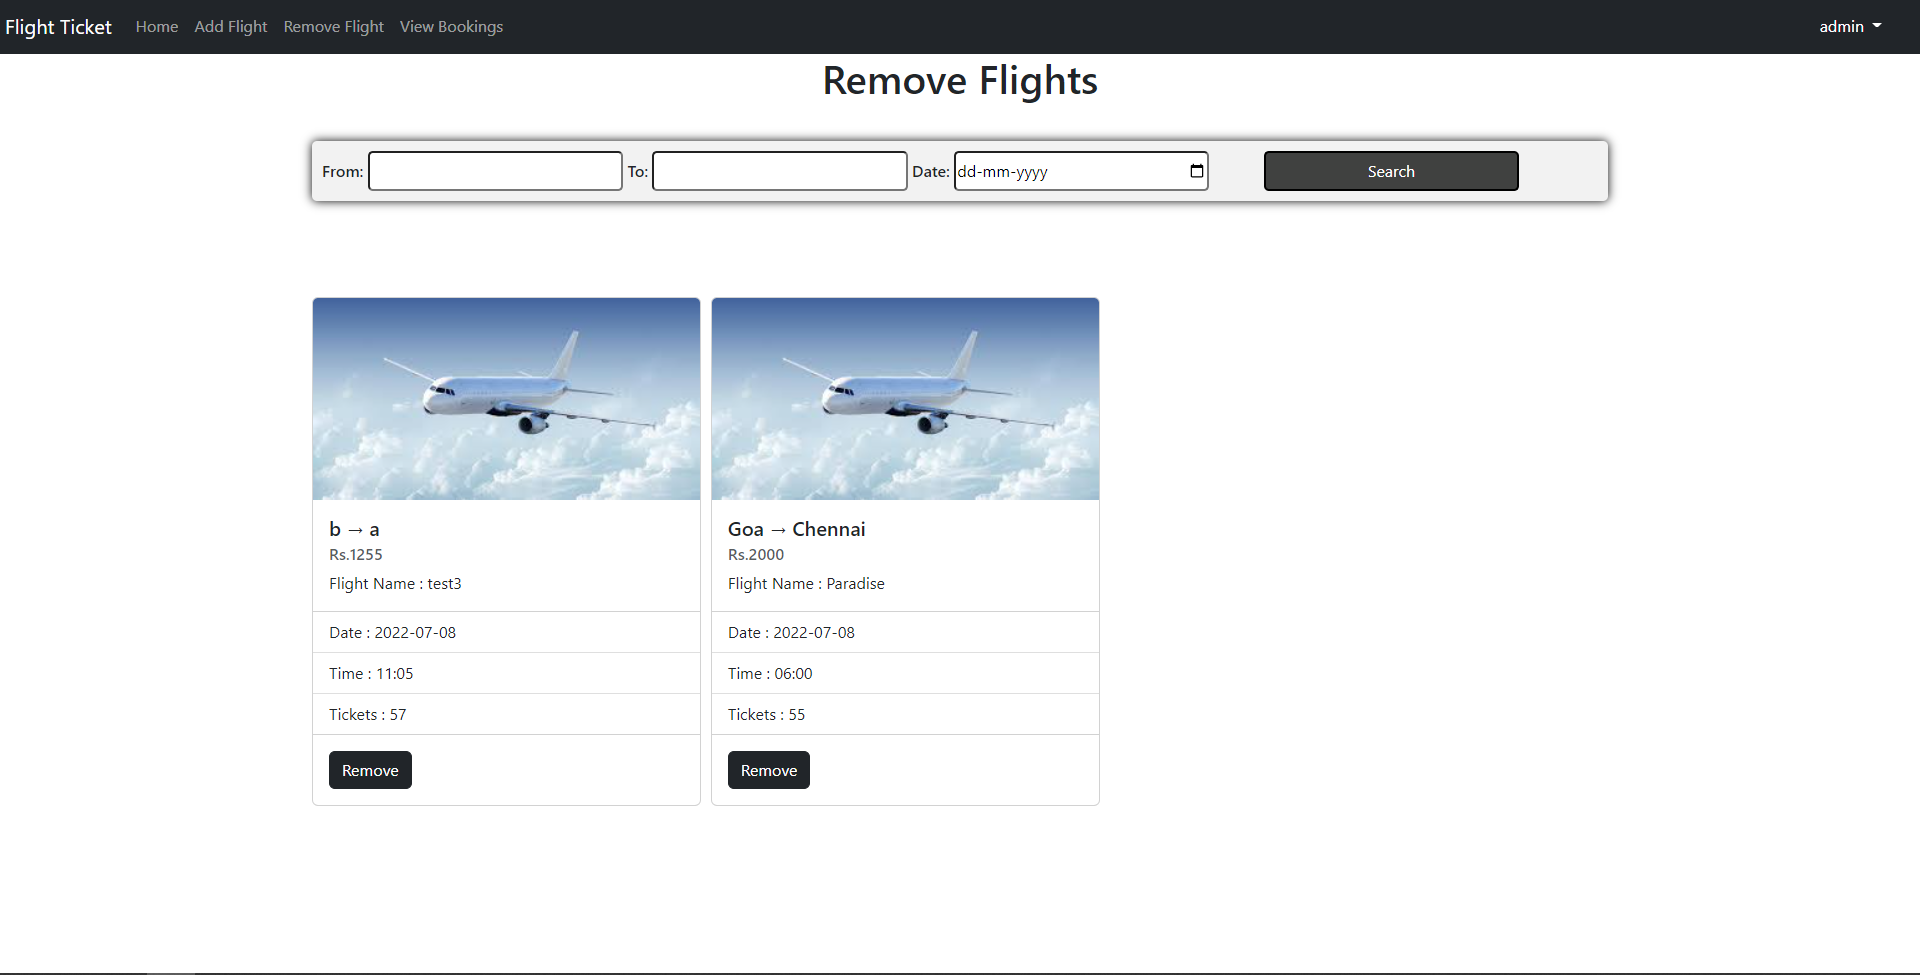 Flight Ticket Home Add Flight Remove Flight View Bookings admin
Remove Flights
From: To: Date: dd-mm-yyyy Search
b → a
Rs.1255
Flight Name : test3
Date : 2022-07-08
Time : 11:05
Tickets : 57
Remove
Goa → Chennai
Rs.2000
Flight Name : Paradise
Date : 2022-07-08
Time : 06:00
Tickets : 55
Remove